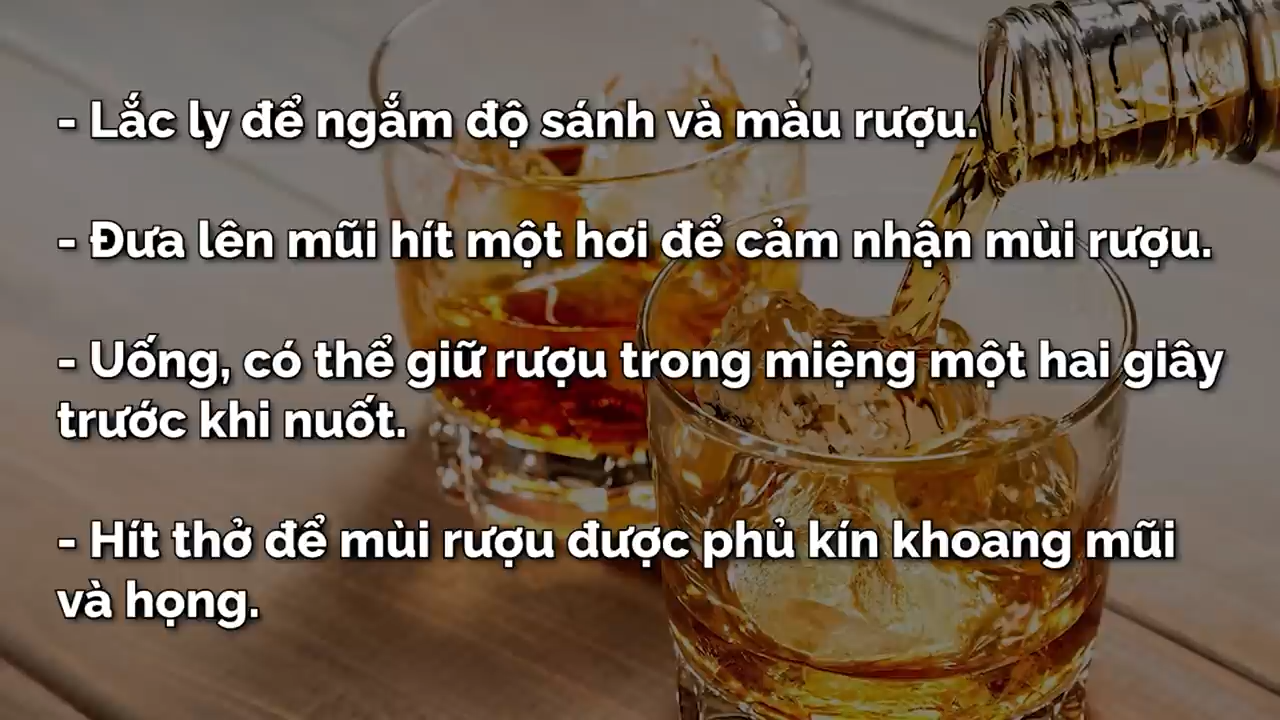 - Lắc ly để ngắm độ sánh và màu rượu.
- Đưa lên mũi hít một hơi để cảm nhận mùi rượu.
- Uống, có thể giữ rượu trong miệng một hai giây
trước khi nuốt.
- Hít thở để mùi rượu được phủ kín khoang mũi
và họng.